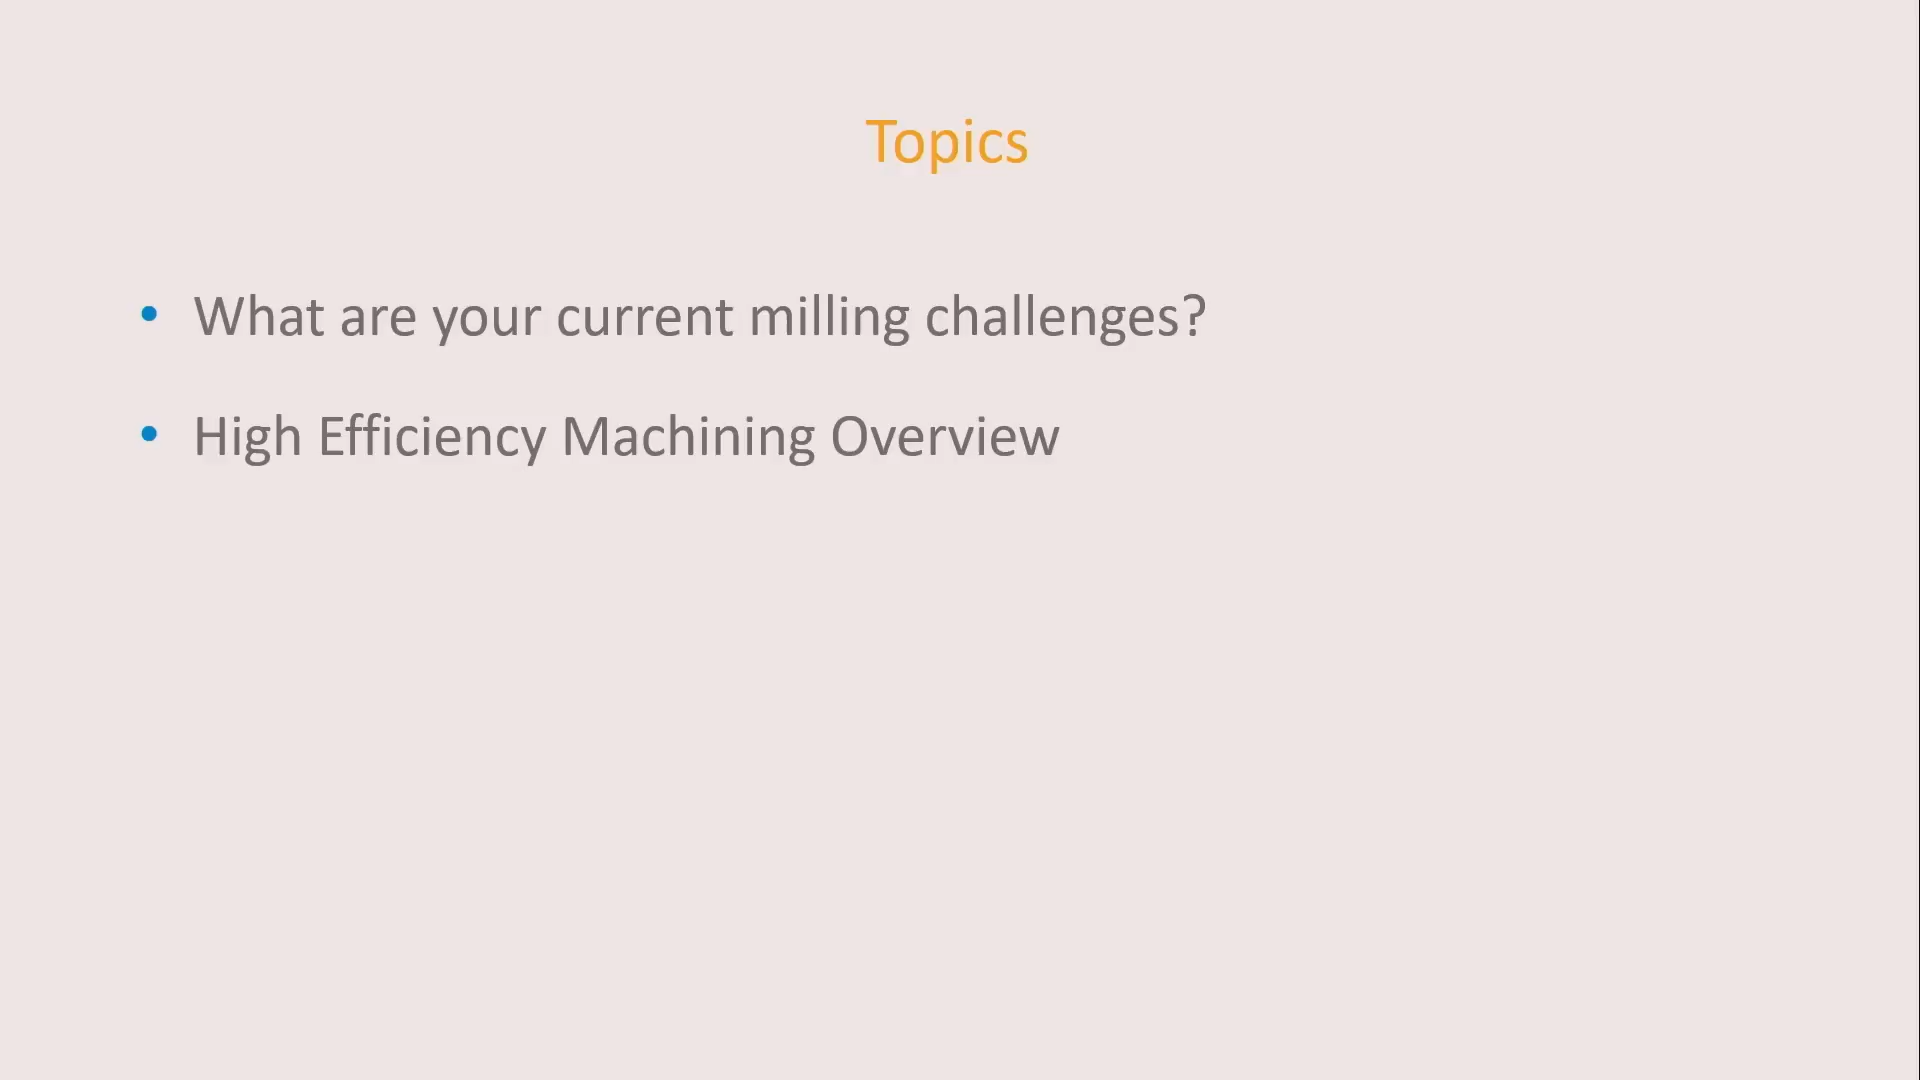 Topics
• What are your current milling challenges?
• High Efficiency Machining Overview